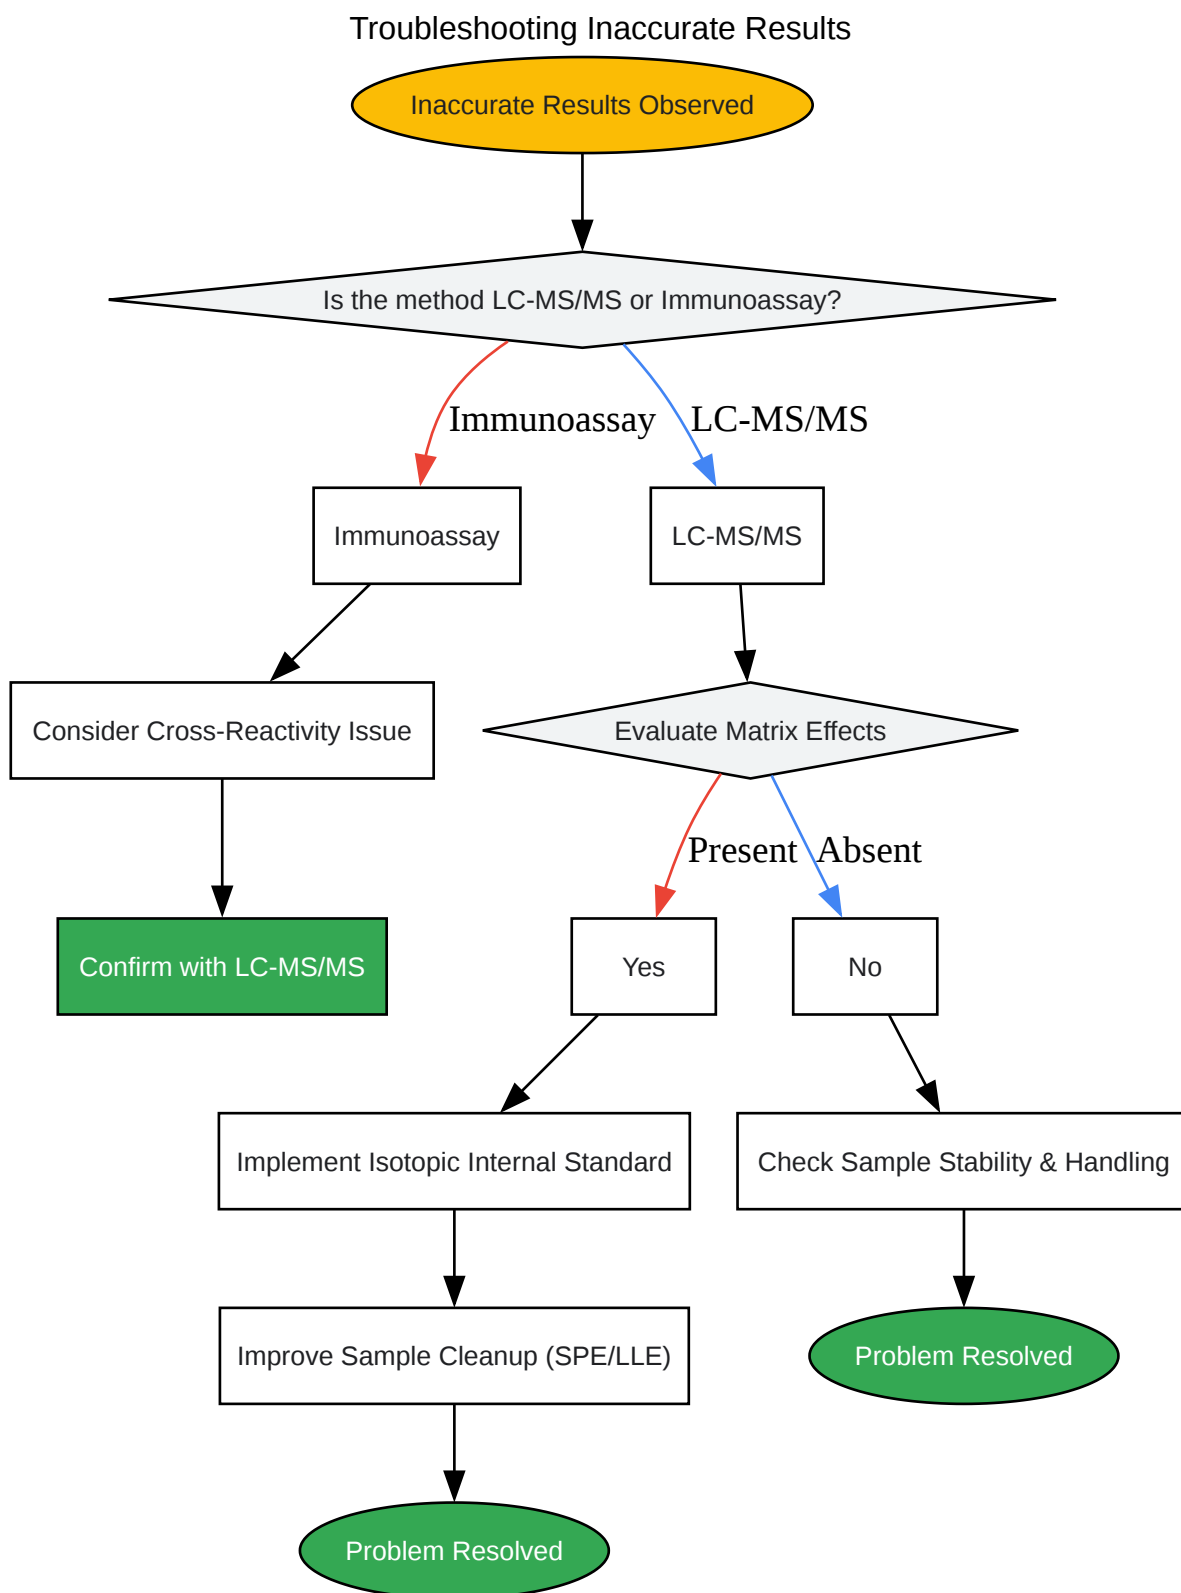 Troubleshooting Inaccurate Results
Inaccurate Results Observed
Is the method LC-MS/MS or Immunoassay?
Immunoassay
LC-MS/MS
Immunoassay
LC-MS/MS
Consider Cross-Reactivity Issue
Evaluate Matrix Effects
Present
Absent
Confirm with LC-MS/MS
Yes
No
Implement Isotopic Internal Standard
Check Sample Stability & Handling
Improve Sample Cleanup (SPE/LLE)
Problem Resolved
Problem Resolved